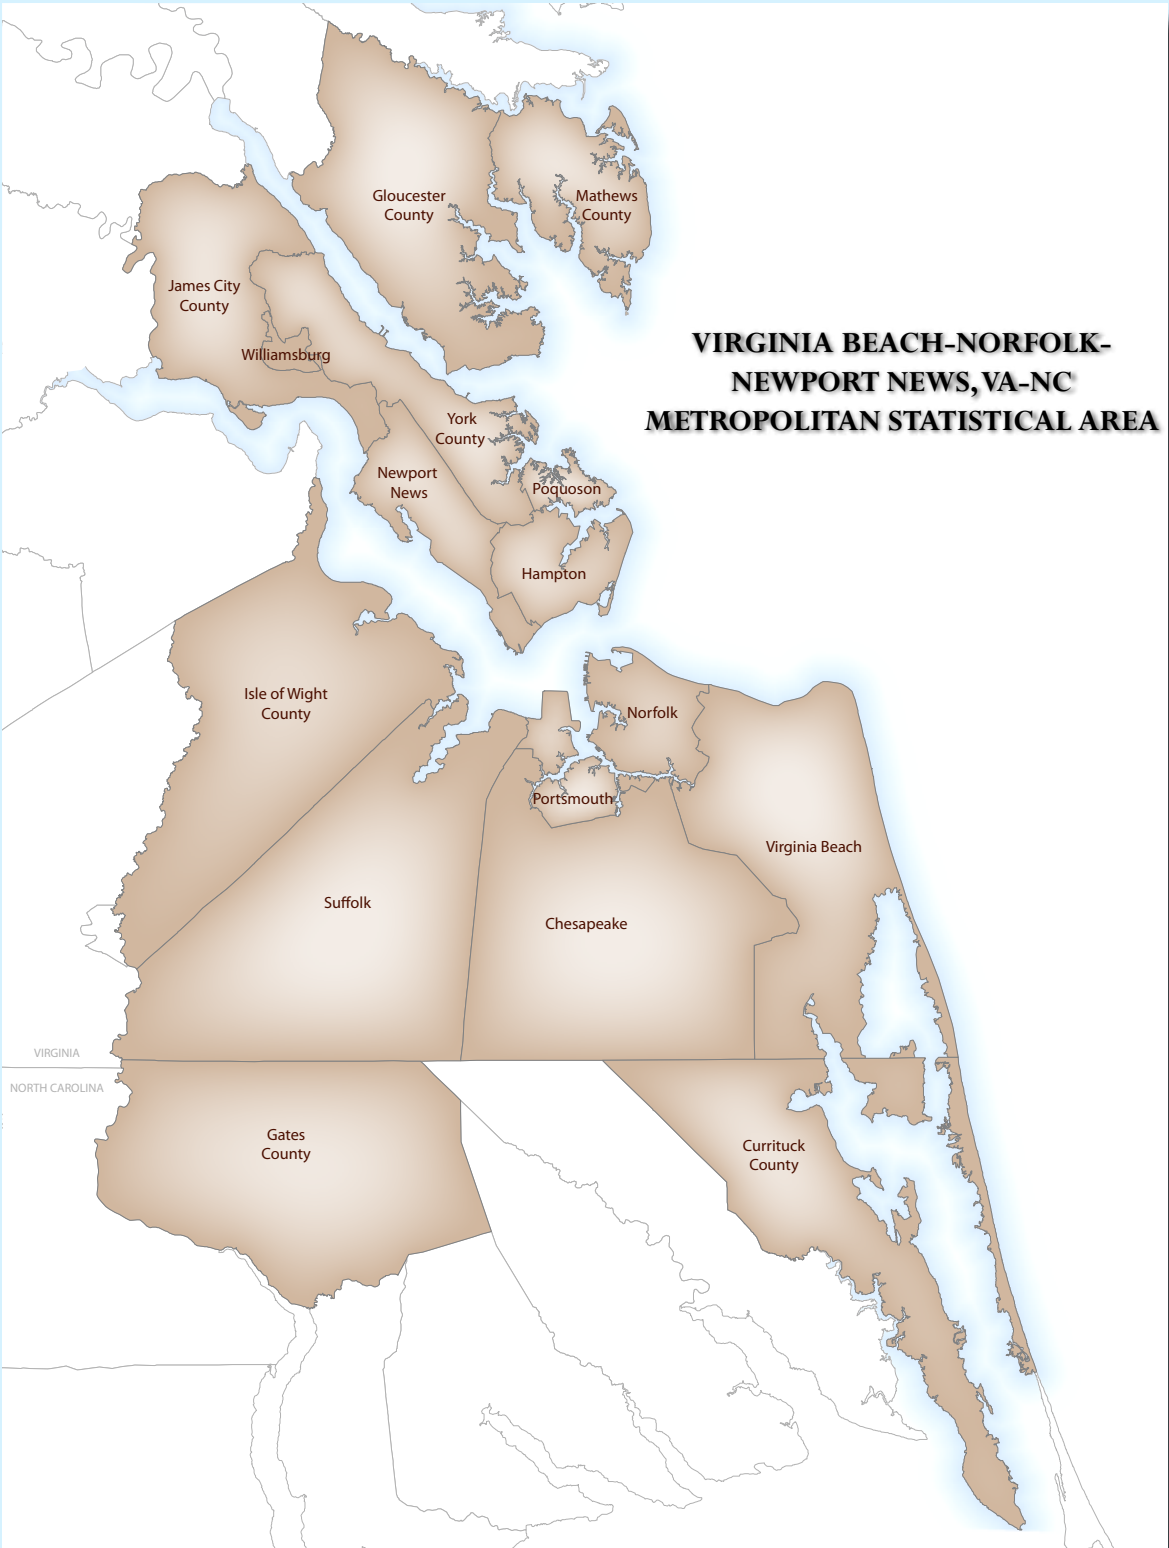 Gloucester
County
Mathews
County
James City
County
Williamsburg
VIRGINIA BEACH-NORFOLK-
NEWPORT NEWS, VA-NC
METROPOLITAN STATISTICAL AREA
York
County
Newport
News
Poquoson
Hampton
Isle of Wight
County
Norfolk
Portsmouth
Virginia Beach
Suffolk
Chesapeake
VIRGINIA
NORTH CAROLINA
Gates
County
Currituck
County